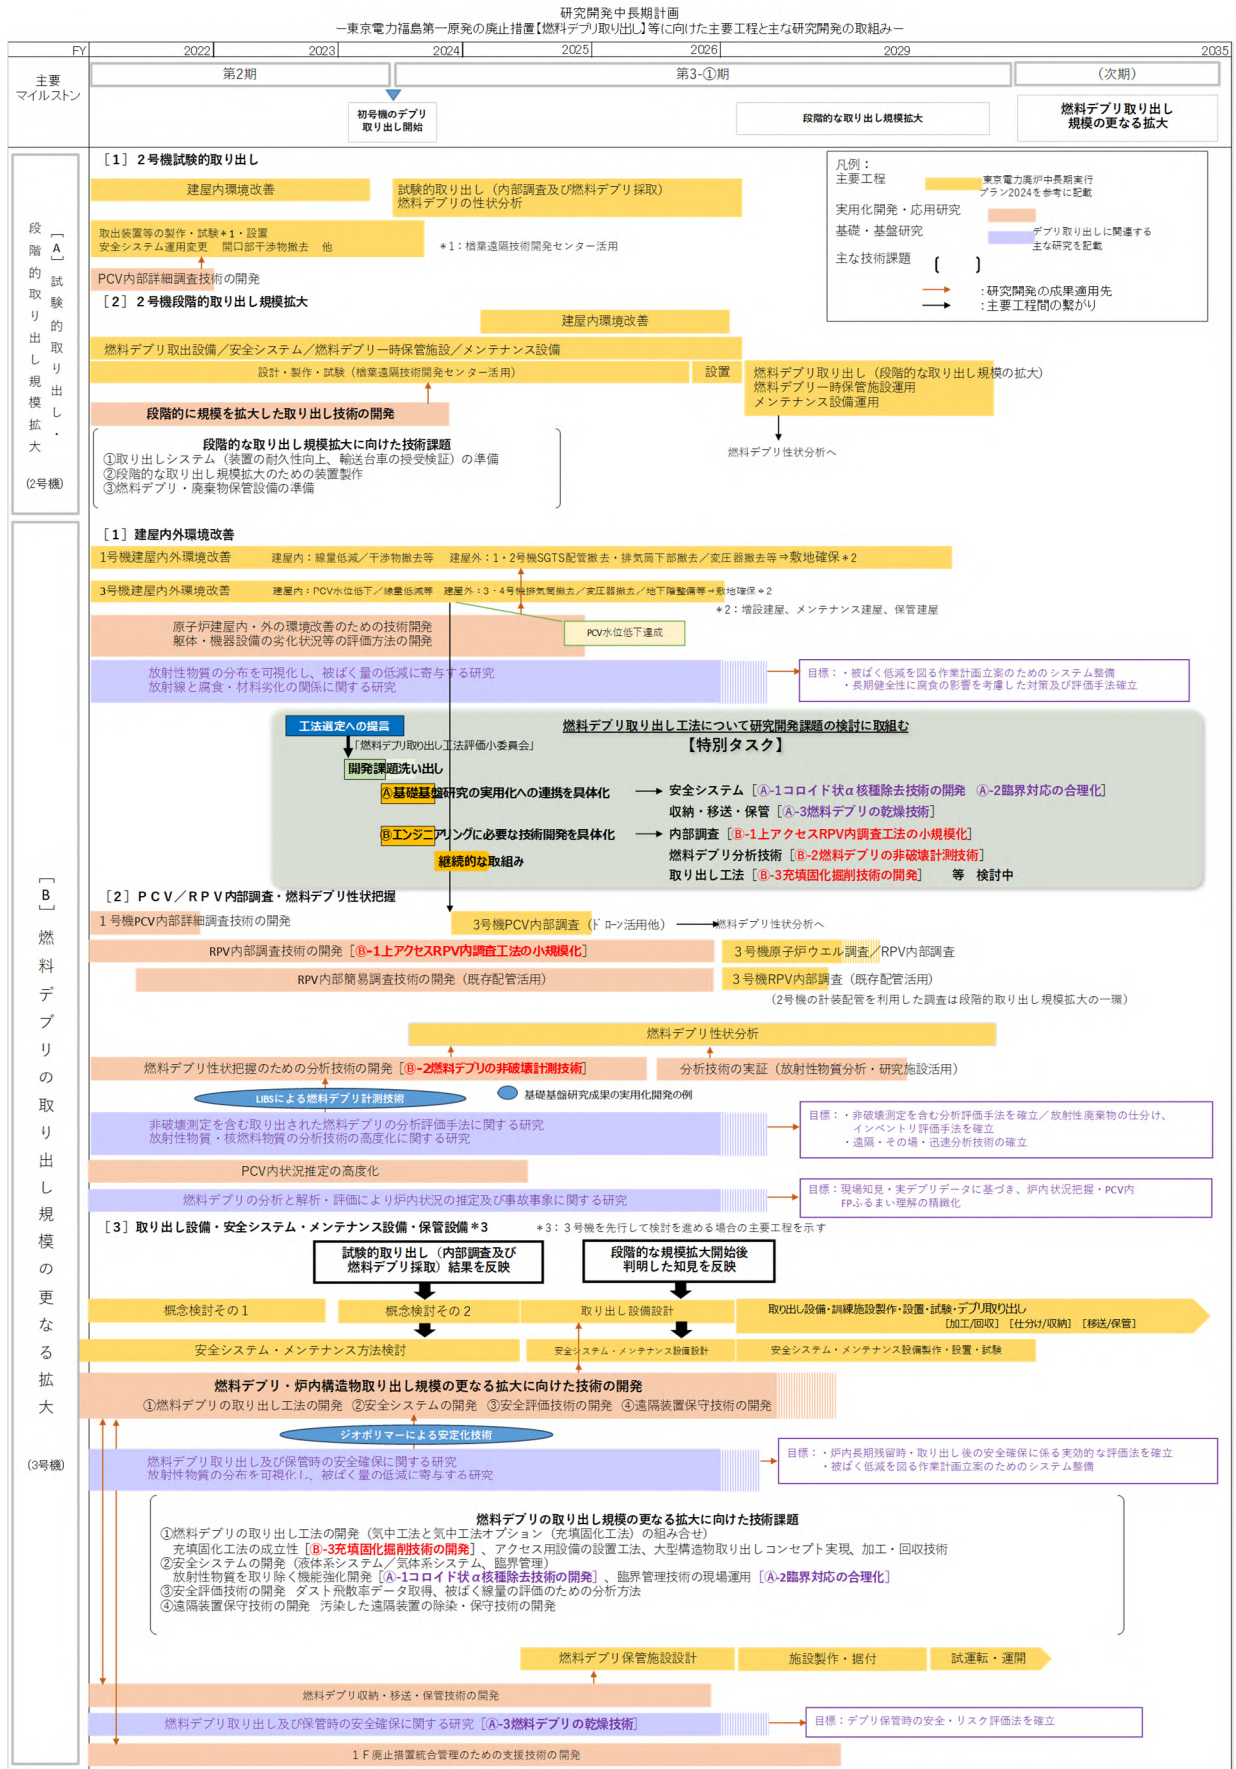 研究開発中長期計画
ー東京電力福島第一原発の廃止措置【燃料デブリ取り出し】等に向けた主要工程と主な研究開発の取組みー
FY
2022
2023
2024
2025
2026
2029
2035
主要
マイルストン
第2期
第3-①期
（次期）
初号機のデブリ
取り出し開始
段階的な取り出し規模拡大
燃料デブリ取り出し
規模の更なる拡大
［A］試験的取り出し・
段階的取り出し規模拡大
(2号機)
［1］2号機試験的取り出し
建屋内環境改善
試験的取り出し（内部調査及び燃料デブリ採取）
燃料デブリの性状分析
取出装置等の製作・試験＊1・設置
安全システム運用変更　開口部干渉物撤去　他
＊1：楢葉遠隔技術開発センター活用
PCV内部詳細調査技術の開発
凡例：
主要工程
東京電力廃炉中長期実行
プラン2024を参考に記載
実用化開発・応用研究
基礎・基盤研究
デブリ取り出しに関連する
主な研究を記載
主な技術課題
（　　）
：研究開発の成果適用先
：主要工程間の繋がり
［2］2号機段階的取り出し規模拡大
建屋内環境改善
燃料デブリ取出設備／安全システム／燃料デブリ一時保管施設／メンテナンス設備
設計・製作・試験（楢葉遠隔技術開発センター活用）
設置
燃料デブリ取り出し（段階的な取り出し規模の拡大）
燃料デブリ一時保管施設運用
メンテナンス設備運用
段階的に規模を拡大した取り出し技術の開発
燃料デブリ性状分析へ
段階的な取り出し規模拡大に向けた技術課題
①取り出しシステム（装置の耐久性向上、輸送台車の授受検証）の準備
②段階的な取り出し規模拡大のための装置製作
③燃料デブリ・廃棄物保管設備の準備
［B］燃料デブリの取り出し規模の更なる拡大
(3号機)
［1］建屋内外環境改善
1号機建屋内外環境改善　建屋内：線量低減／干渉物撤去等　建屋外：1・2号機SGTS配管撤去・排気筒下部撤去／変圧器撤去等⇒敷地確保＊2
3号機建屋内外環境改善　建屋内：PCV水位低下／線量低減等　建屋外：3・4号機排気筒撤去／変圧器撤去／地下階整備等⇒敷地確保＊2
＊2：増設建屋、メンテナンス建屋、保管建屋
原子炉建屋内・外の環境改善のための技術開発
躯体・機器設備の劣化状況等の評価方法の開発
PCV水位低下達成
放射性物質の分布を可視化し、被ばく量の低減に寄与する研究
放射線と腐食・材料劣化の関係に関する研究
目標：・被ばく低減を図る作業計画立案のためのシステム整備
・長期健全性に腐食の影響を考慮した対策及び評価手法確立
工法選定への提言
燃料デブリ取り出し工法について研究開発課題の検討に取組む
【特別タスク】
「燃料デブリ取り出し工法評価小委員会」
開発課題洗い出し
Ⓐ基礎基盤研究の実用化への連携を具体化
安全システム［Ⓐ-1コロイド状α核種除去技術の開発　Ⓐ-2臨界対応の合理化］
収納・移送・保管［Ⓐ-3燃料デブリの乾燥技術］
Ⓑエンジニアリングに必要な技術開発を具体化
内部調査［Ⓑ-1上アクセスRPV内調査工法の小規模化］
燃料デブリ分析技術［Ⓑ-2燃料デブリの非破壊計測技術］
継続的な取組み
取り出し工法［Ⓑ-3充填固化掘削技術の開発］　等　検討中
［2］PCV／RPV内部調査・燃料デブリ性状把握
1号機PCV内部詳細調査技術の開発
3号機PCV内部調査（ドローン活用他）
燃料デブリ性状分析へ
RPV内部調査技術の開発［Ⓑ-1上アクセスRPV内調査工法の小規模化］
3号機原子炉ウエル調査／RPV内部調査
RPV内部簡易調査技術の開発（既存配管活用）
3号機RPV内部調査（既存配管活用）
（2号機の計装配管を利用した調査は段階的取り出し規模拡大の一環）
燃料デブリ性状分析
燃料デブリ性状把握のための分析技術の開発［Ⓑ-2燃料デブリの非破壊計測技術］
分析技術の実証（放射性物質分析・研究施設活用）
LIBSによる燃料デブリ計測技術
基礎基盤研究成果の実用化開発の例
非破壊測定を含む取り出された燃料デブリの分析評価手法に関する研究
放射性物質・核燃料物質の分析技術の高度化に関する研究
目標：・非破壊測定を含む分析評価手法を確立／放射性廃棄物の仕分け、
インベントリ評価手法を確立
・遠隔・その場・迅速分析技術の確立
PCV内状況推定の高度化
燃料デブリの分析と解析・評価により炉内状況の推定及び事故事象に関する研究
目標：現場知見・実デブリデータに基づき、炉内状況把握・PCV内
FPふるまい理解の精緻化
［3］取り出し設備・安全システム・メンテナンス設備・保管設備＊3
＊3：3号機を先行して検討を進める場合の主要工程を示す
試験的取り出し（内部調査及び
燃料デブリ採取）結果を反映
段階的な規模拡大開始後
判明した知見を反映
概念検討その1
概念検討その2
取り出し設備設計
取り出し設備・訓練施設製作・設置・試験・デブリ取り出し
[加工/回収]　[仕分け/収納]　[移送/保管]
安全システム・メンテナンス方法検討
安全システム・メンテナンス設備設計
安全システム・メンテナンス設備製作・設置・試験
燃料デブリ・炉内構造物取り出し規模の更なる拡大に向けた技術の開発
①燃料デブリの取り出し工法の開発　②安全システムの開発　③安全評価技術の開発　④遠隔装置保守技術の開発
ジオポリマーによる安定化技術
燃料デブリ取り出し及び保管時の安全確保に関する研究
放射性物質の分布を可視化し、被ばく量の低減に寄与する研究
目標：・炉内長期残留時・取り出し後の安全確保に係る実効的な評価法を確立
・被ばく低減を図る作業計画立案のためのシステム整備
燃料デブリの取り出し規模の更なる拡大に向けた技術課題
①燃料デブリの取り出し工法の開発（気中工法と気中工法オプション（充填固化工法）の組み合せ）
充填固化工法の成立性［Ⓑ-3充填固化掘削技術の開発］、アクセス用設備の設置工法、大型構造物取り出しコンセプト実現、加工・回収技術
②安全システムの開発（液体系システム／気体系システム、臨界管理）
放射性物質を取り除く機能強化開発［Ⓐ-1コロイド状α核種除去技術の開発］、臨界管理技術の現場運用［Ⓐ-2臨界対応の合理化］
③安全評価技術の開発　ダスト飛散率データ取得、被ばく線量の評価のための分析方法
④遠隔装置保守技術の開発　汚染した遠隔装置の除染・保守技術の開発
燃料デブリ保管施設設計
施設製作・据付
試運転・運開
燃料デブリ収納・移送・保管技術の開発
燃料デブリ取り出し及び保管時の安全確保に関する研究［Ⓐ-3燃料デブリの乾燥技術］
目標：デブリ保管時の安全・リスク評価法を確立
1F廃止措置統合管理のための支援技術の開発